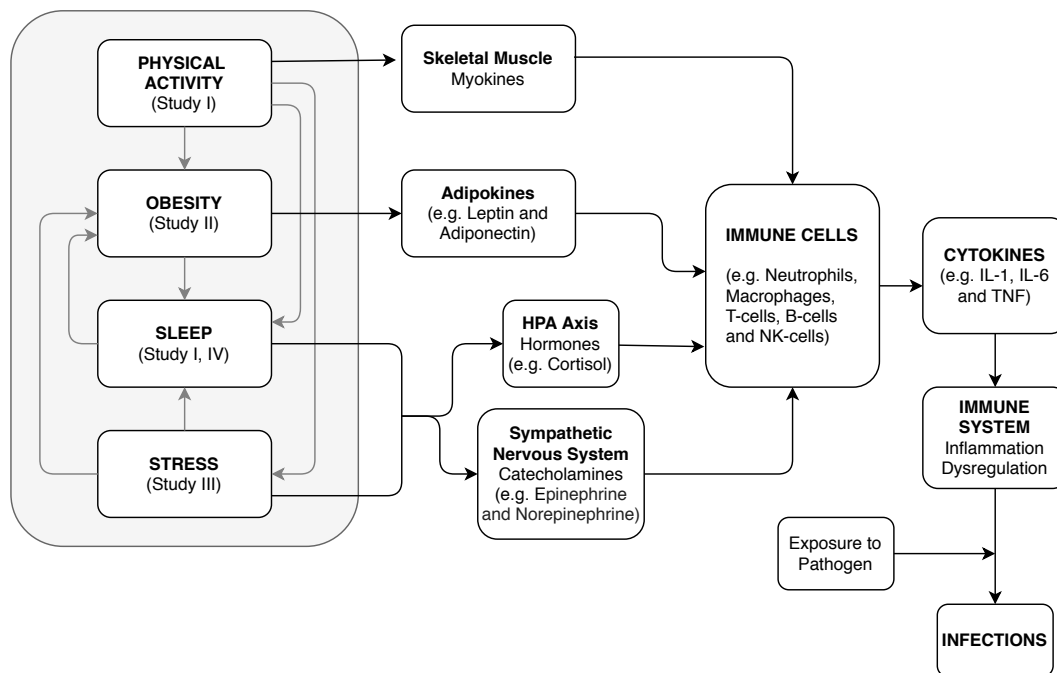 PHYSICAL
ACTIVITY
(Study I)
OBESITY
(Study II)
SLEEP
(Study I, IV)
STRESS
(Study III)
Skeletal Muscle
Myokines
Adipokines
(e.g. Leptin and
Adiponectin)
HPA Axis
Hormones
(e.g. Cortisol)
Sympathetic
Nervous System
Catecholamines
(e.g. Epinephrine
and Norepinephrine)
IMMUNE CELLS
(e.g. Neutrophils,
Macrophages,
T-cells, B-cells
and NK-cells)
CYTOKINES
(e.g. IL-1, IL-6
and TNF)
IMMUNE
SYSTEM
Inflammation
Dysregulation
Exposure to
Pathogen
INFECTIONS